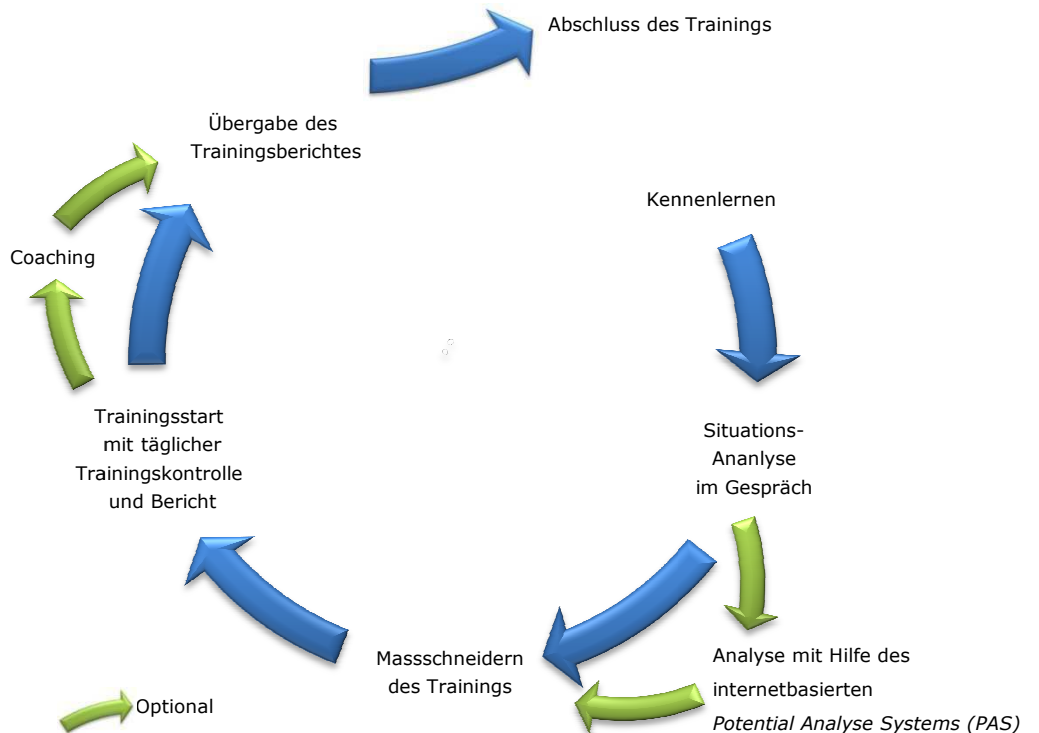 Abschluss des Trainings
Übergabe des
Trainingsberichtes
Kennenlernen
Coaching
Trainingsstart
mit täglicher
Trainingskontrolle
und Bericht
Situations-
Ananlyse
im Gespräch
Massschneidern
des Trainings
Analyse mit Hilfe des
internetbasierten
Potential Analyse Systems (PAS)
Optional